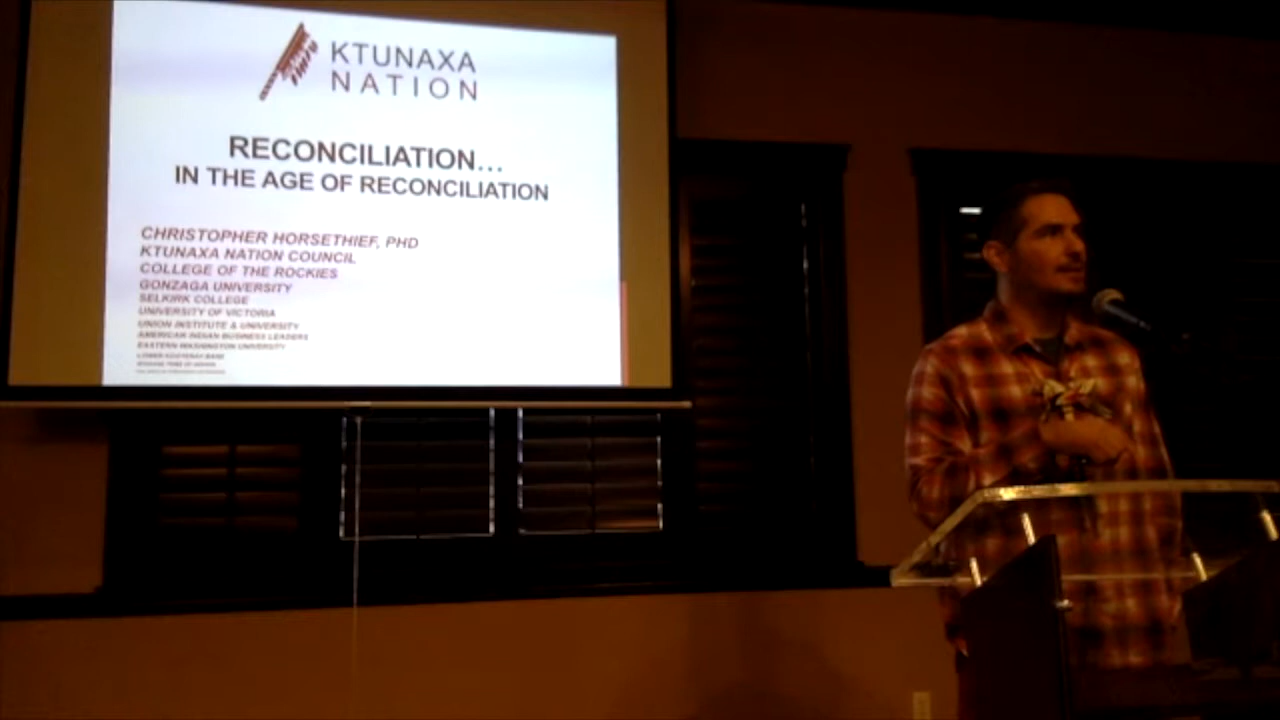 KTUNAXA
NATION
RECONCILIATION...
IN THE AGE OF RECONCILIATION
CHRISTOPHER HORSETHIEF, PHD
KTUNAXA NATION COUNCIL
COLLEGE OF THE ROCKIES
GONZAGA UNIVERSITY
SELKIRK COLLEGE
UNIVERSITY OF VICTORIA
UNION INSTITUTE & UNIVERSITY
AMERICAN INDIAN BUSINESS LEADERS
EASTERN WASHINGTON UNIVERSITY
LOWER KOOTENAY BAND